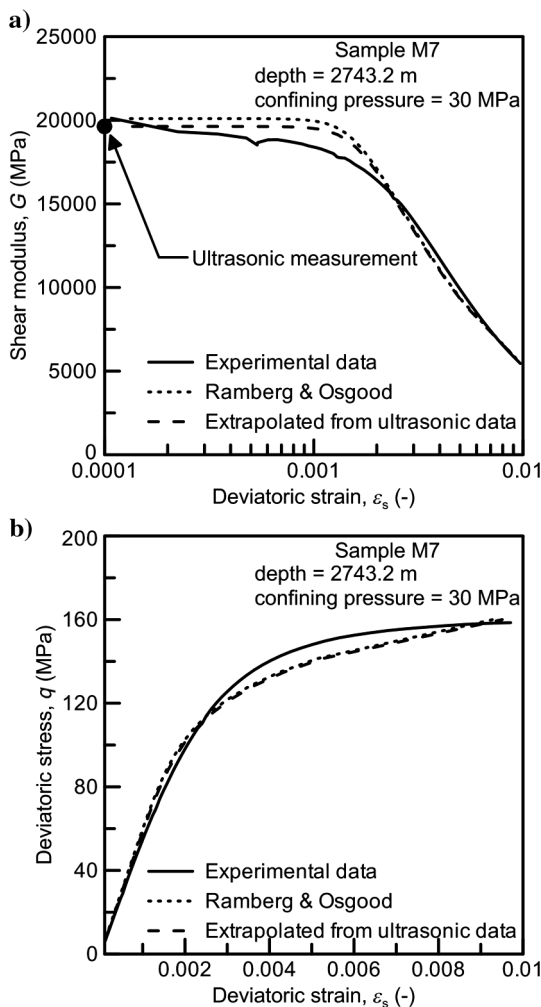 a)
25000
20000
15000
10000
5000
0
Shear modulus, G (MPa)
Sample M7
depth = 2743.2 m
confining pressure = 30 MPa
Ultrasonic measurement
Experimental data
Ramberg & Osgood
Extrapolated from ultrasonic data
0.0001
0.001
0.01
Deviatoric strain, εs (-)
b)
200
160
120
80
40
0
Deviatoric stress, q (MPa)
Sample M7
depth = 2743.2 m
confining pressure = 30 MPa
Experimental data
Ramberg & Osgood
Extrapolated from ultrasonic data
0.002
0.004
0.006
0.008
0.01
Deviatoric strain, εs (-)